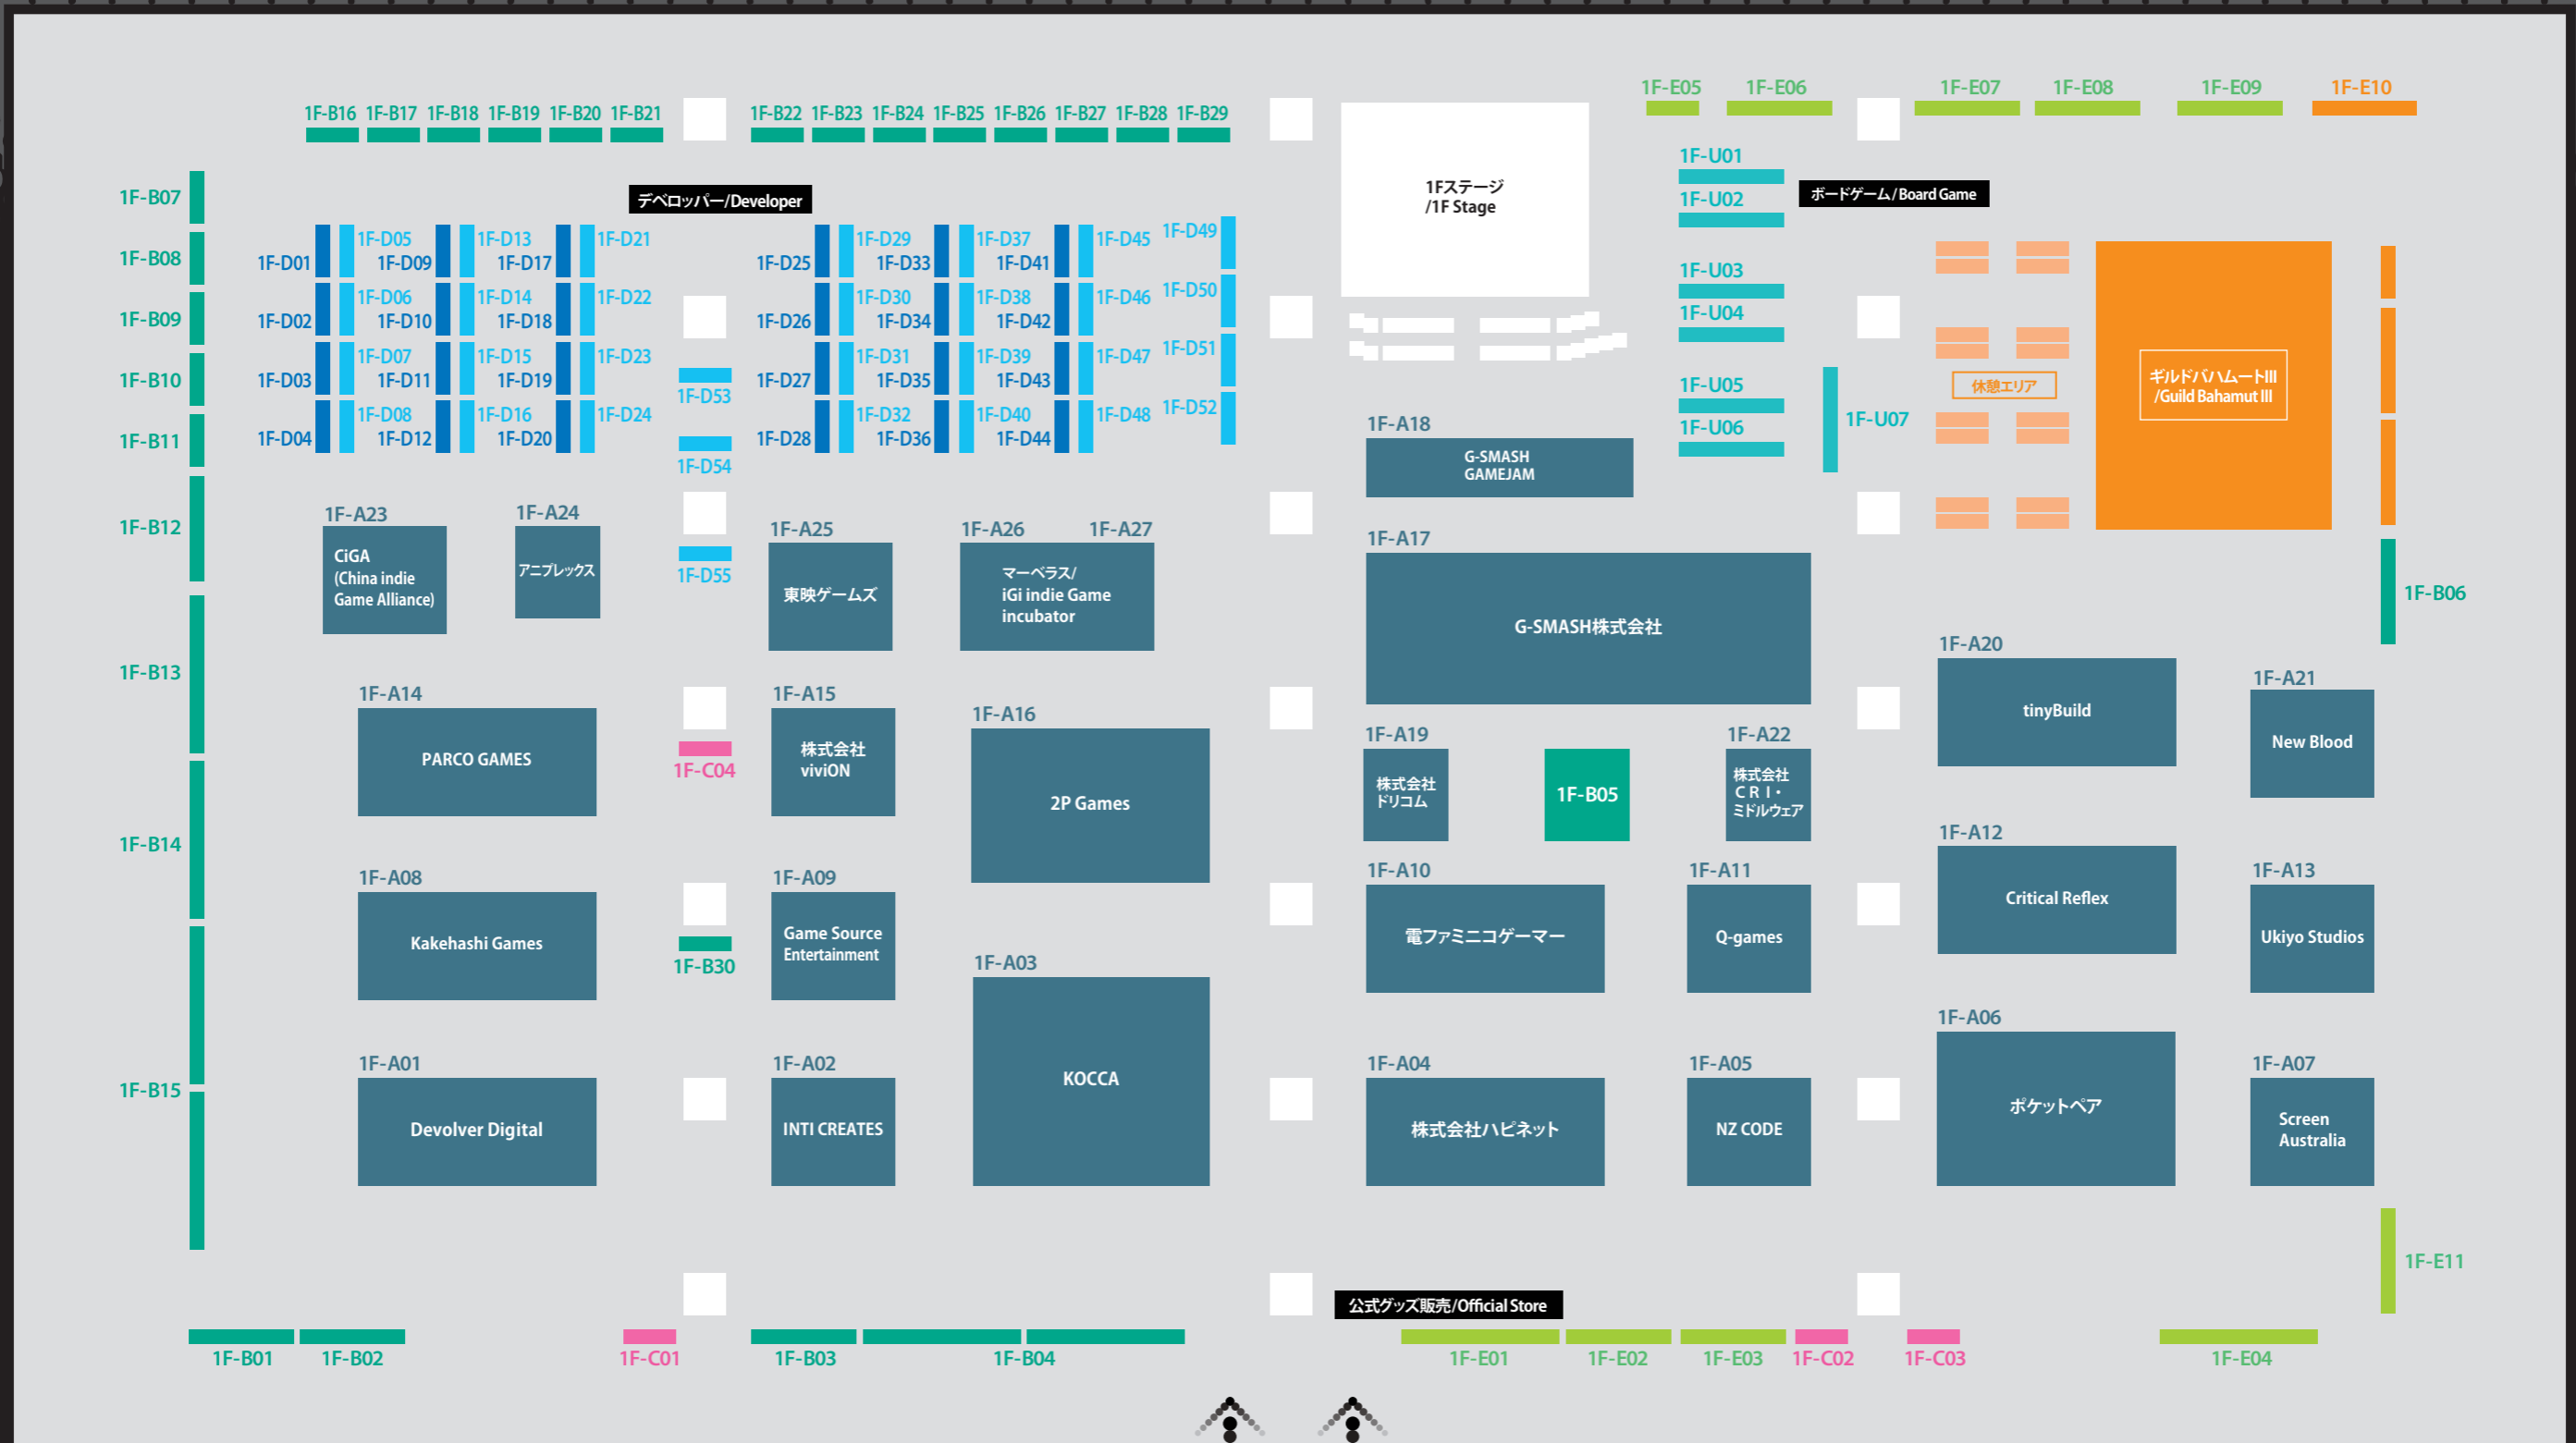 1F-E05
1F-E06
1F-E07
1F-E08
1F-E09
1F-E10
1F-B16
1F-B17
1F-B18
1F-B19
1F-B20
1F-B21
1F-B22
1F-B23
1F-B24
1F-B25
1F-B26
1F-B27
1F-B28
1F-B29
1F-B07
1F-B08
1F-B09
1F-B10
1F-B11
1F-B12
1F-B13
1F-B14
1F-B15
デベロッパー/Developer
1F-D01
1F-D02
1F-D03
1F-D04
1F-D05
1F-D06
1F-D07
1F-D08
1F-D09
1F-D10
1F-D11
1F-D12
1F-D13
1F-D14
1F-D15
1F-D16
1F-D17
1F-D18
1F-D19
1F-D20
1F-D21
1F-D22
1F-D23
1F-D24
1F-D53
1F-D54
1F-D55
1F-D25
1F-D26
1F-D27
1F-D28
1F-D29
1F-D30
1F-D31
1F-D32
1F-D33
1F-D34
1F-D35
1F-D36
1F-D37
1F-D38
1F-D39
1F-D40
1F-D41
1F-D42
1F-D43
1F-D44
1F-D45
1F-D46
1F-D47
1F-D48
1F-D49
1F-D50
1F-D51
1F-D52
1Fステージ
/1F Stage
1F-U01
1F-U02
1F-U03
1F-U04
1F-U05
1F-U06
1F-U07
ボードゲーム/Board Game
休憩エリア
ギルドバハムートIII
/Guild Bahamut III
1F-B06
1F-A18
G-SMASH
GAMEJAM
1F-A17
G-SMASH株式会社
1F-A23
CiGA
(China indie
Game Alliance)
1F-A24
アニプレックス
1F-A25
東映ゲームズ
1F-A26
1F-A27
マーベラス/
iGi indie Game
incubator
1F-A14
PARCO GAMES
1F-C04
1F-A15
株式会社
viviON
1F-A16
2P Games
1F-A19
株式会社
ドリコム
1F-B05
1F-A22
株式会社
ＣＲＩ・
ミドルウェア
1F-A20
tinyBuild
1F-A21
New Blood
1F-A08
Kakehashi Games
1F-B30
1F-A09
Game Source
Entertainment
1F-A10
電ファミニコゲーマー
1F-A11
Q-games
1F-A12
Critical Reflex
1F-A13
Ukiyo Studios
1F-A01
Devolver Digital
1F-A02
INTI CREATES
1F-A03
KOCCA
1F-A04
株式会社ハピネット
1F-A05
NZ CODE
1F-A06
ポケットペア
1F-A07
Screen
Australia
1F-E11
公式グッズ販売/Official Store
1F-B01
1F-B02
1F-C01
1F-B03
1F-B04
1F-E01
1F-E02
1F-E03
1F-C02
1F-C03
1F-E04